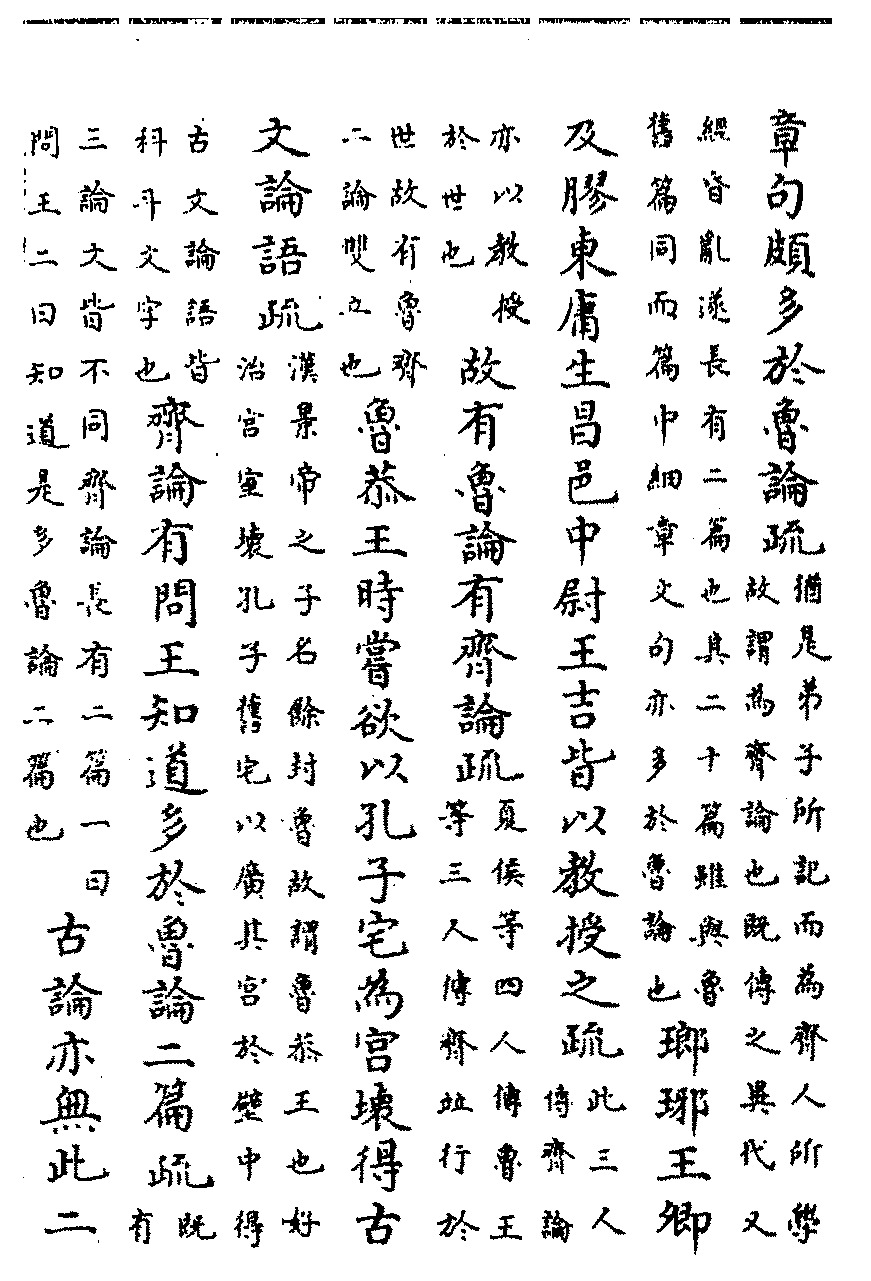 章句頗多於魯論疏猶是弟子所記而為齊人所學故謂為齊論也既傳之異代又
經昏亂遂長有二篇也其二十篇雖與魯舊篇同而篇中細章文句亦多於魯論也瑯琊王卿
及膠東庸生昌邑中尉王吉皆以教授之疏此三人傳齊論
亦以教授於世也故有魯論有齊論疏夏侯等四人傳魯王等三人傳齊竝行於
世故有魯齊二論雙立也魯恭王時嘗欲以孔子宅為宮壞得古
文論語疏漢景帝之子名餘封魯故謂魯恭王也好治宮室壞孔子舊宅以廣其宮於壁中得
古文論語皆科斗文字也齊論有問王知道多於魯論二篇疏既有
三論文皆不同齊論長有二篇一曰問王二曰知道是多魯論二篇也古論亦無此二